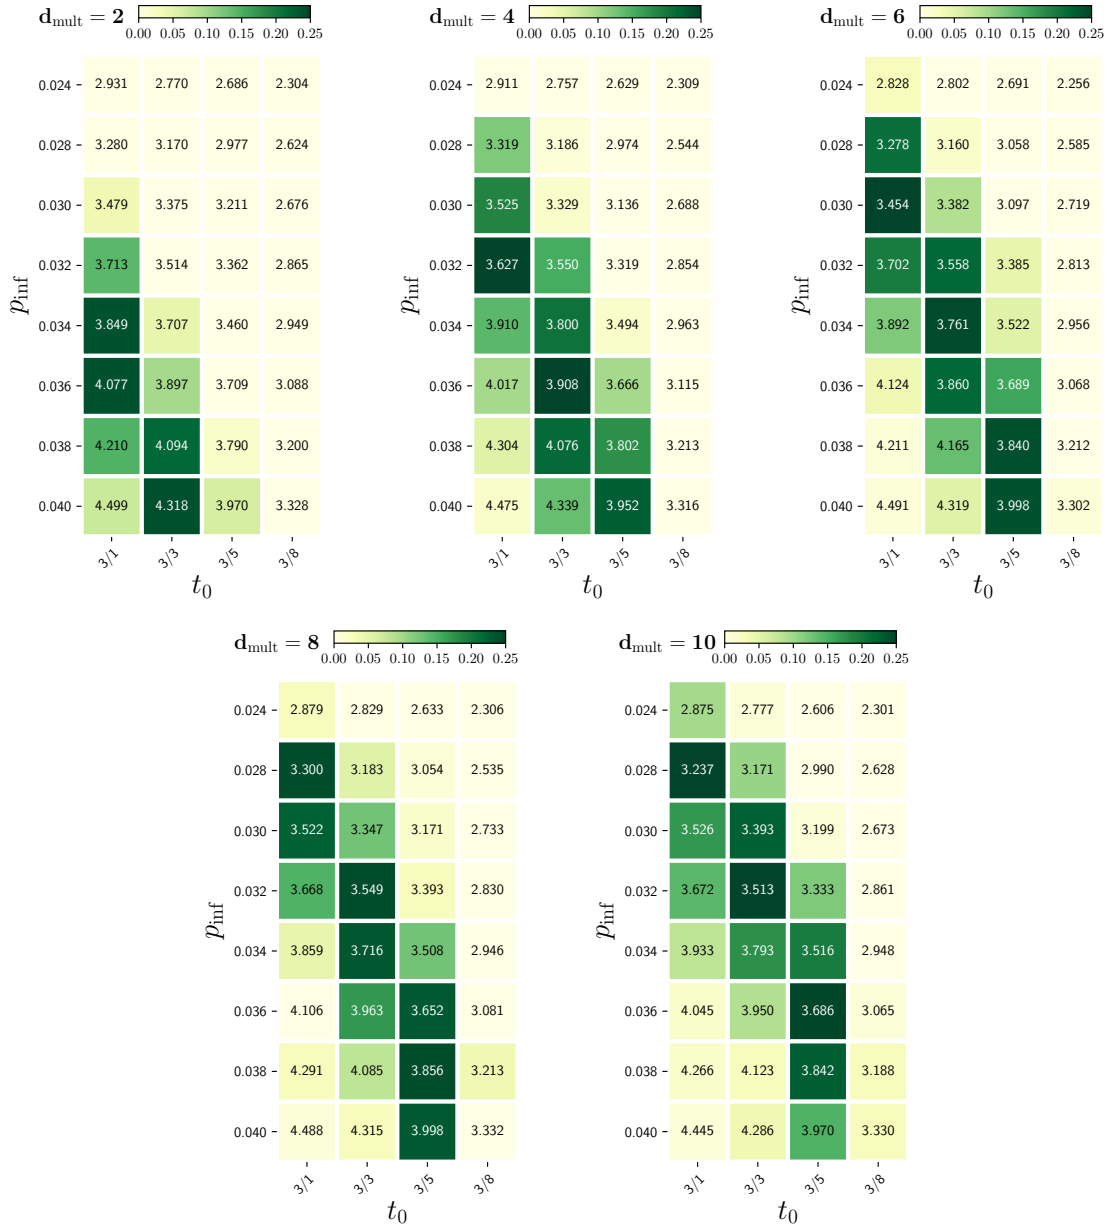 d_mult = 2
0.00 0.05 0.10 0.15 0.20 0.25
0.024 2.931 2.770 2.686 2.304
0.028 3.280 3.170 2.977 2.624
0.030 3.479 3.375 3.211 2.676
0.032 3.713 3.514 3.362 2.865
0.034 3.849 3.707 3.460 2.949
0.036 4.077 3.897 3.709 3.088
0.038 4.210 4.094 3.790 3.200
0.040 4.499 4.318 3.970 3.328
p_inf
3/1 3/3 3/5 3/8
t_0
d_mult = 4
0.00 0.05 0.10 0.15 0.20 0.25
0.024 2.911 2.757 2.629 2.309
0.028 3.319 3.186 2.974 2.544
0.030 3.525 3.329 3.136 2.688
0.032 3.627 3.550 3.319 2.854
0.034 3.910 3.800 3.494 2.963
0.036 4.017 3.908 3.666 3.115
0.038 4.304 4.076 3.802 3.213
0.040 4.475 4.339 3.952 3.316
p_inf
3/1 3/3 3/5 3/8
t_0
d_mult = 6
0.00 0.05 0.10 0.15 0.20 0.25
0.024 2.828 2.802 2.691 2.256
0.028 3.278 3.160 3.058 2.585
0.030 3.454 3.382 3.097 2.719
0.032 3.702 3.558 3.385 2.813
0.034 3.892 3.761 3.522 2.956
0.036 4.124 3.860 3.689 3.068
0.038 4.211 4.165 3.840 3.212
0.040 4.491 4.319 3.998 3.302
p_inf
3/1 3/3 3/5 3/8
t_0
d_mult = 8
0.00 0.05 0.10 0.15 0.20 0.25
0.024 2.879 2.829 2.633 2.306
0.028 3.300 3.183 3.054 2.535
0.030 3.522 3.347 3.171 2.733
0.032 3.668 3.549 3.393 2.830
0.034 3.859 3.716 3.508 2.946
0.036 4.106 3.963 3.652 3.081
0.038 4.291 4.085 3.856 3.213
0.040 4.488 4.315 3.998 3.332
p_inf
3/1 3/3 3/5 3/8
t_0
d_mult = 10
0.00 0.05 0.10 0.15 0.20 0.25
0.024 2.875 2.777 2.606 2.301
0.028 3.237 3.171 2.990 2.628
0.030 3.526 3.393 3.199 2.673
0.032 3.672 3.513 3.333 2.861
0.034 3.933 3.793 3.516 2.948
0.036 4.045 3.950 3.686 3.065
0.038 4.266 4.123 3.842 3.188
0.040 4.445 4.286 3.970 3.330
p_inf
3/1 3/3 3/5 3/8
t_0